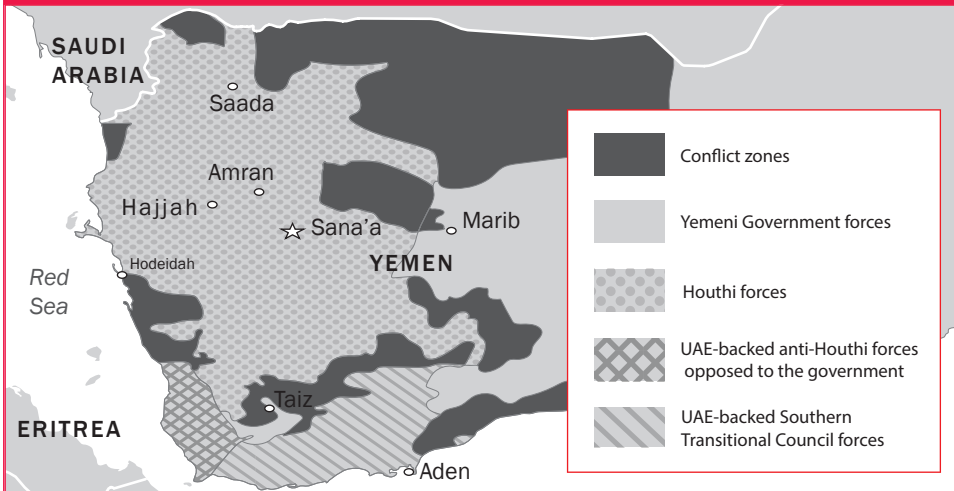 SAUDI
ARABIA
Saada
Amran
Hajjah
Sana'a
Marib
YEMEN
Hodeidah
Red
Sea
Taiz
ERITREA
Aden
Conflict zones
Yemeni Government forces
Houthi forces
UAE-backed anti-Houthi forces
opposed to the government
UAE-backed Southern
Transitional Council forces